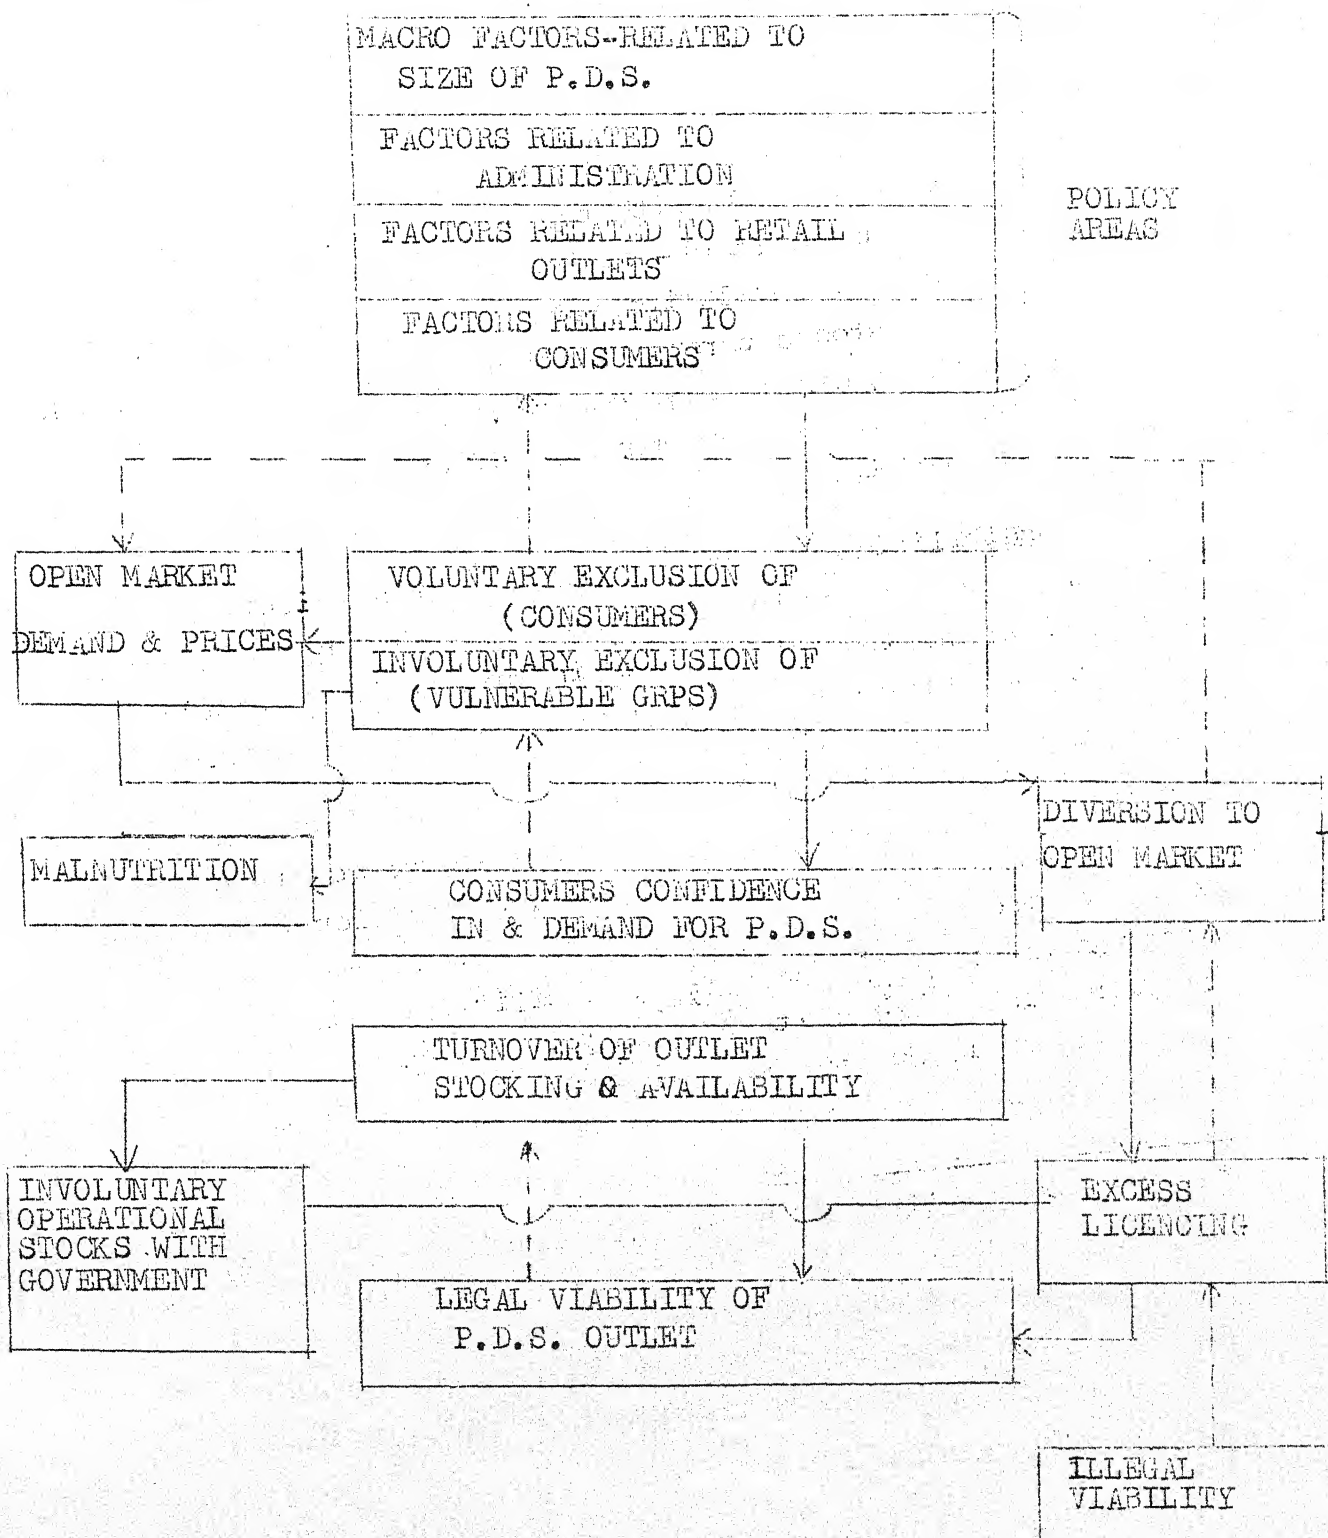 MACRO FACTORS-RELATED TO
SIZE OF P.D.S.
FACTORS RELATED TO
ADMINISTRATION
FACTORS RELATED TO RETAIL
OUTLETS
FACTORS RELATED TO
CONSUMERS
POLICY
AREAS
OPEN MARKET
DEMAND & PRICES
VOLUNTARY EXCLUSION OF
(CONSUMERS)
INVOLUNTARY EXCLUSION OF
(VULNERABLE GRPS)
DIVERSION TO
OPEN MARKET
MALNUTRITION
CONSUMERS CONFIDENCE
IN & DEMAND FOR P.D.S.
TURNOVER OF OUTLET
STOCKING & AVAILABILITY
INVOLUNTARY
OPERATIONAL
STOCKS WITH
GOVERNMENT
EXCESS
LICENCING
LEGAL VIABILITY OF
P.D.S. OUTLET
ILLEGAL
VIABILITY